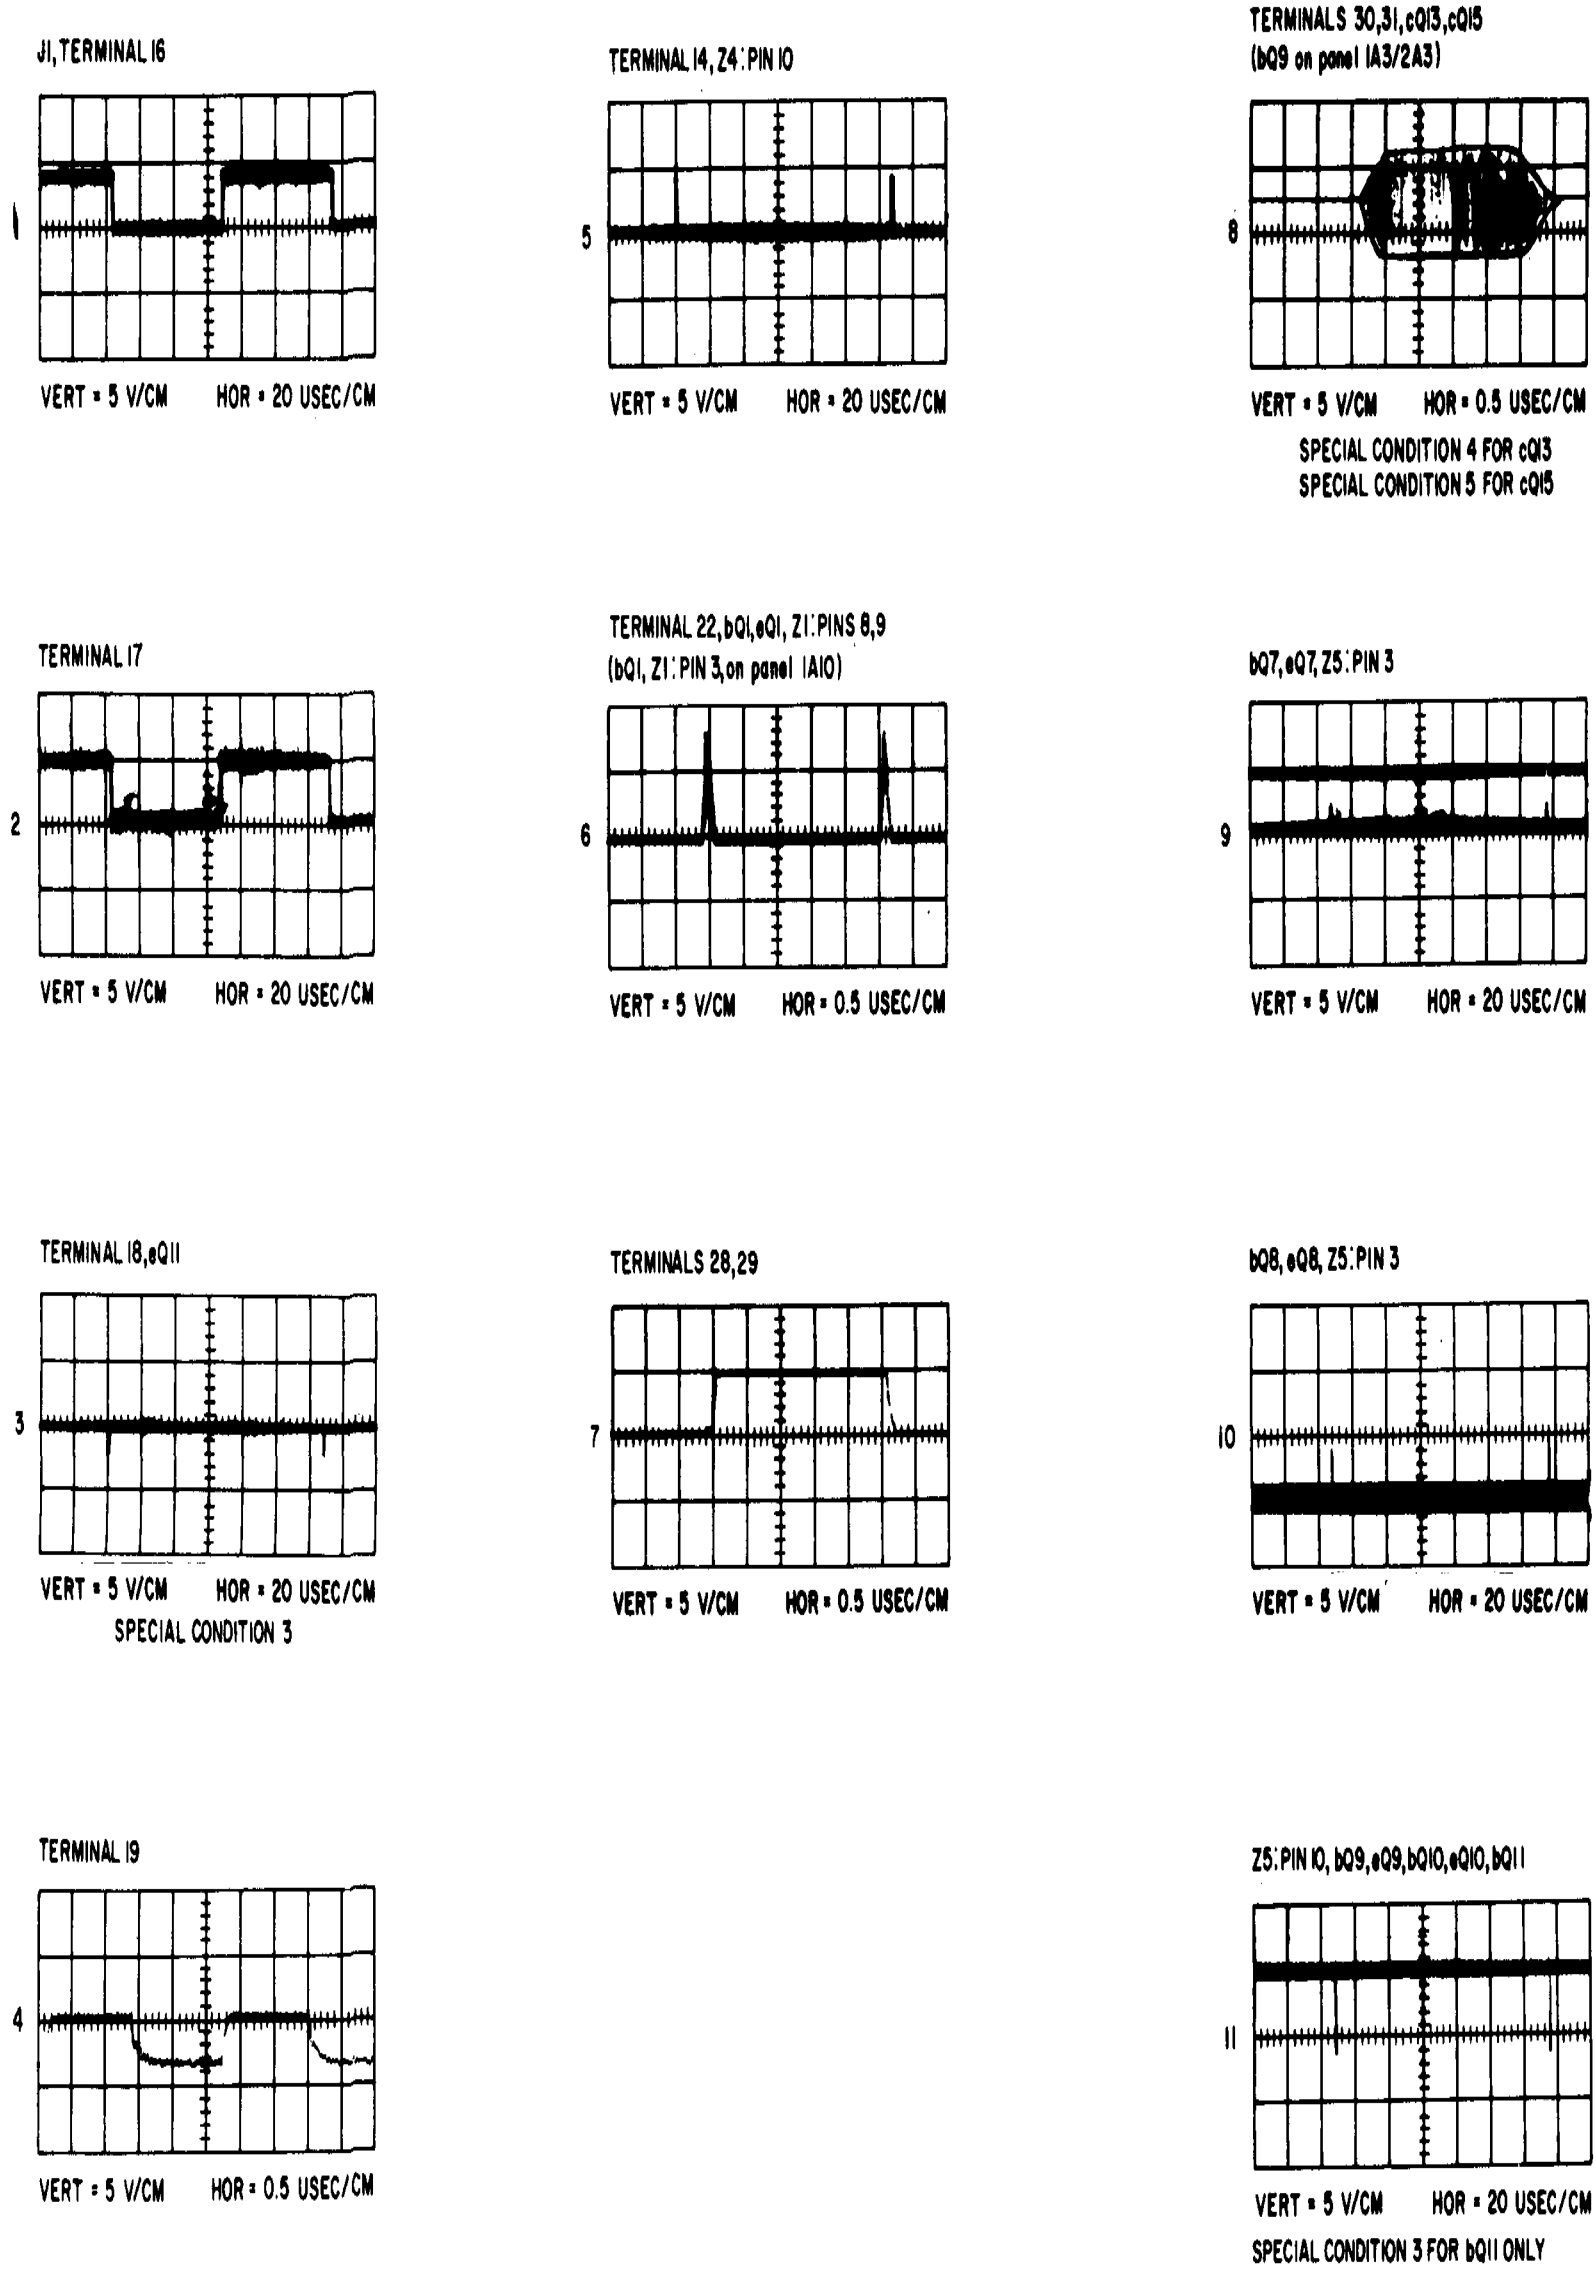 J1, TERMINAL 16
1
VERT = 5 V/CM HOR = 20 USEC/CM
TERMINAL 17
2
VERT = 5 V/CM HOR = 20 USEC/CM
TERMINAL 18, eQ11
3
VERT = 5 V/CM HOR = 20 USEC/CM
SPECIAL CONDITION 3
TERMINAL 19
4
VERT = 5 V/CM HOR = 0.5 USEC/CM
TERMINAL 14, Z4: PIN 10
5
VERT = 5 V/CM HOR = 20 USEC/CM
TERMINAL 22, bQ1, eQ1, Z1: PINS 8,9
(bQ1, Z1: PIN 3, on panel 1A10)
6
VERT = 5 V/CM HOR = 0.5 USEC/CM
TERMINALS 28,29
7
VERT = 5 V/CM HOR = 0.5 USEC/CM
TERMINALS 30,31, cQ13, cQ15
(bQ9 on panel 1A3/2A3)
8
VERT = 5 V/CM HOR = 0.5 USEC/CM
SPECIAL CONDITION 4 FOR cQ13
SPECIAL CONDITION 5 FOR cQ15
bQ7, eQ7, Z5: PIN 3
9
VERT = 5 V/CM HOR = 20 USEC/CM
bQ8, eQ8, Z5: PIN 3
10
VERT = 5 V/CM HOR = 20 USEC/CM
Z5: PIN 10, bQ9, eQ9, bQ10, eQ10, bQ11
11
VERT = 5 V/CM HOR = 20 USEC/CM
SPECIAL CONDITION 3 FOR bQ11 ONLY